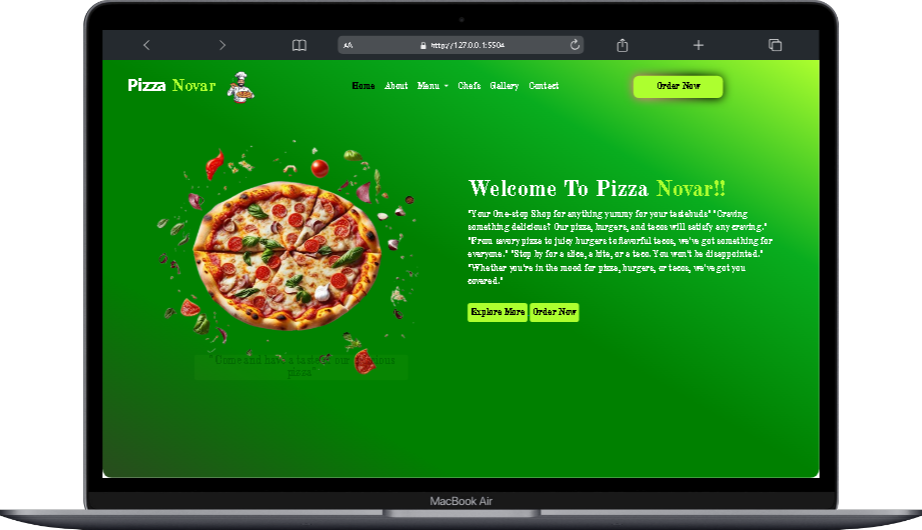 AA http://127.0.0.1:5504
Pizza Novar
Home About Menu Chefs Gallery Contact
Order Now
Welcome To Pizza Novar!!
"Your One-stop Shop for anything yummy for your tastebuds" "Craving
something delicious? Our pizza, burgers, and tacos will satisfy any craving."
"From savory pizza to juicy burgers to flavorful tacos, we've got something for
everyone." "Stop by for a slice, a bite, or a taco. You won't be disappointed."
"Whether you're in the mood for pizza, burgers, or tacos, we've got you
covered."
Explore More Order Now
"Come and have a taste of our delicious
pizza"
MacBook Air